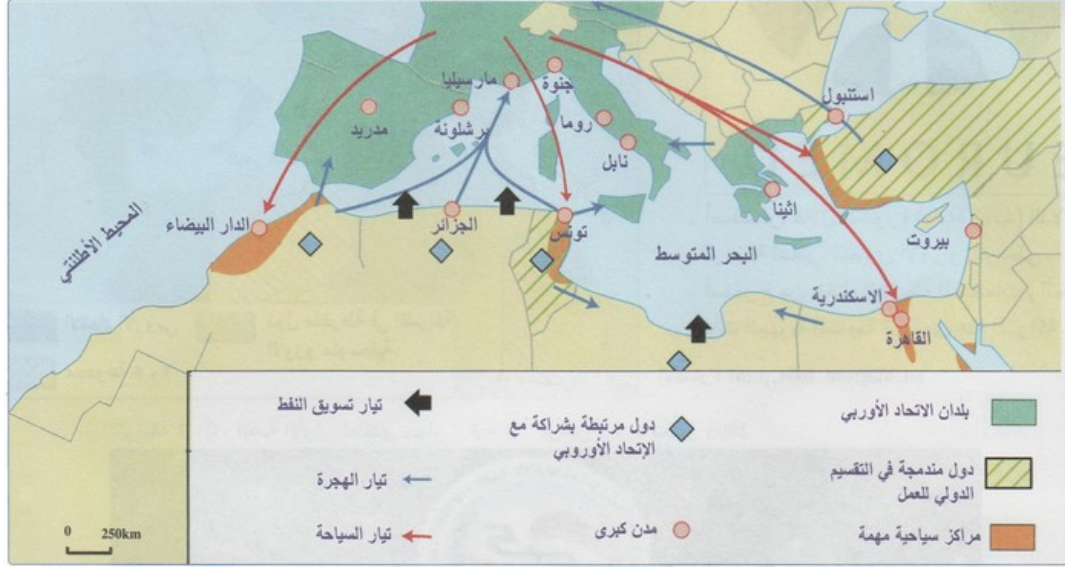 جنوة
مارسيليا
استنبول
مدريد
برشلونة
روما
نابل
اثينا
المحيط الأطلنتي
الدار البيضاء
الجزائر
تونس
البحر المتوسط
بيروت
الاسكندرية
القاهرة
بلدان الاتحاد الأوربي
دول مندمجة في التقسيم
الدولي للعمل
مراكز سياحية مهمة
دول مرتبطة بشراكة مع
الإتحاد الأوروبي
مدن كبرى
تيار تسويق النفط
تيار الهجرة
تيار السياحة
0 250km